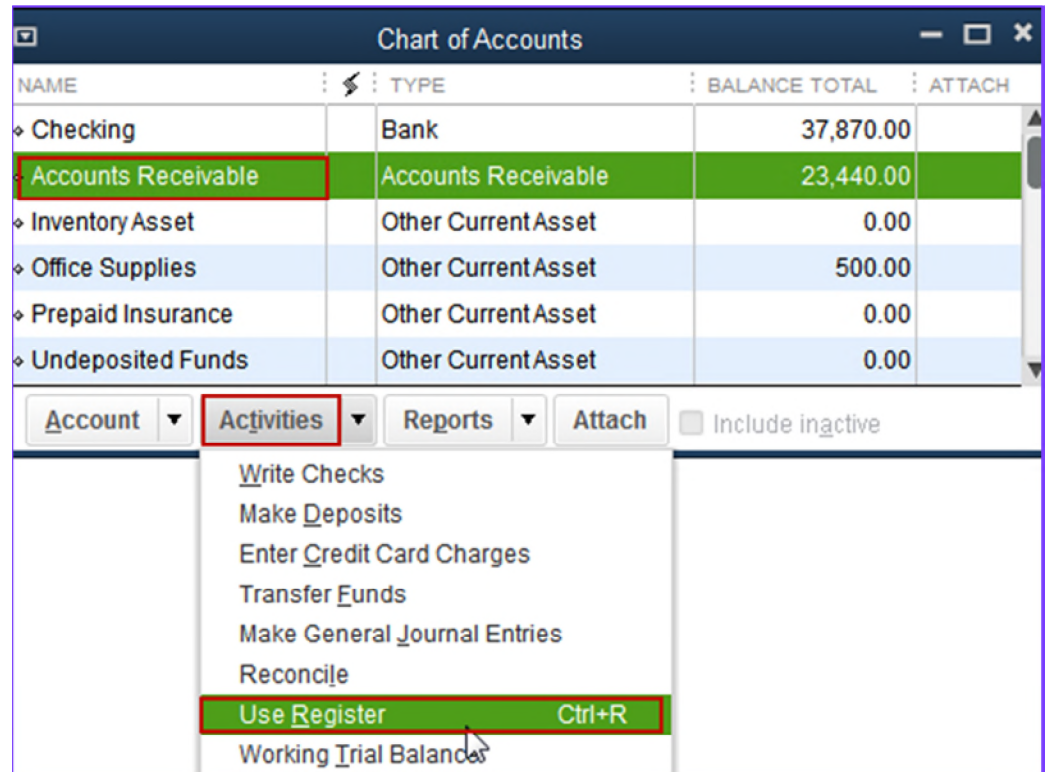 Chart of Accounts
NAME TYPE BALANCE TOTAL ATTACH
Checking Bank 37,870.00
Accounts Receivable Accounts Receivable 23,440.00
Inventory Asset Other Current Asset 0.00
Office Supplies Other Current Asset 500.00
Prepaid Insurance Other Current Asset 0.00
Undeposited Funds Other Current Asset 0.00
Account Activities Reports Attach Include inactive
Write Checks
Make Deposits
Enter Credit Card Charges
Transfer Funds
Make General Journal Entries
Reconcile
Use Register Ctrl+R
Working Trial Balances